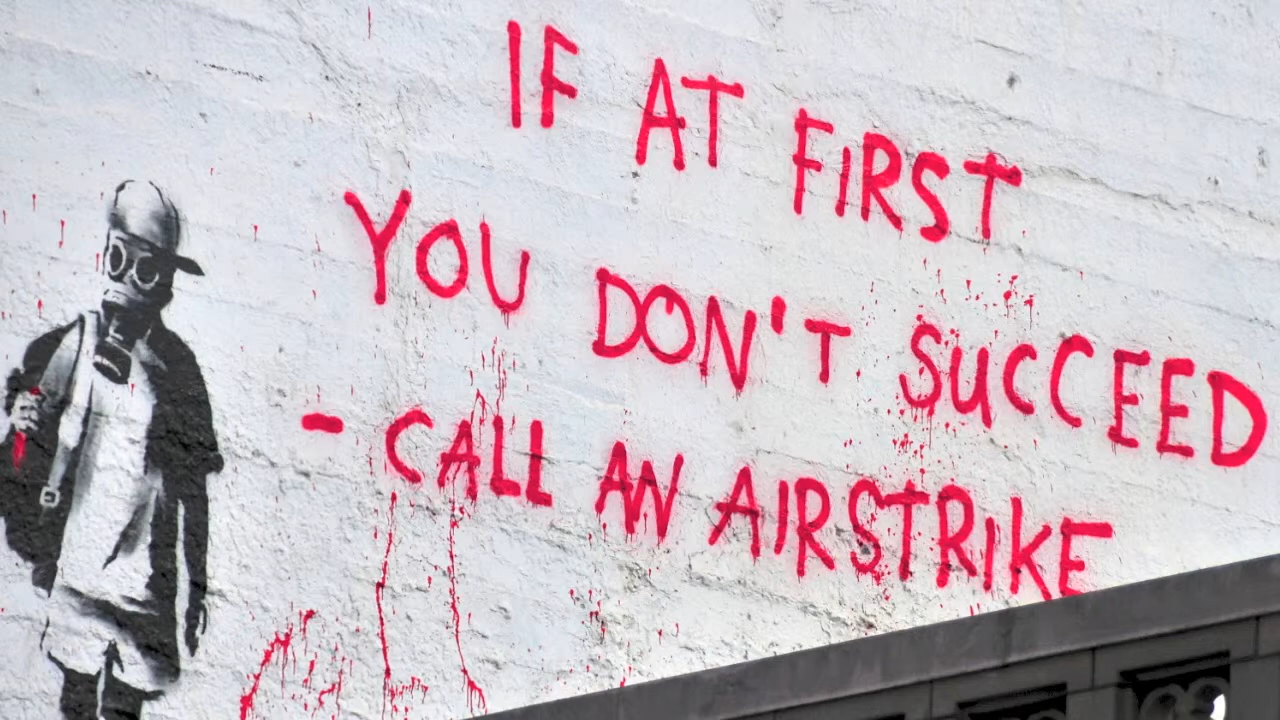 IF AT FIRST
YOU DON'T SUCCEED
- CALL AN AIRSTRIKE